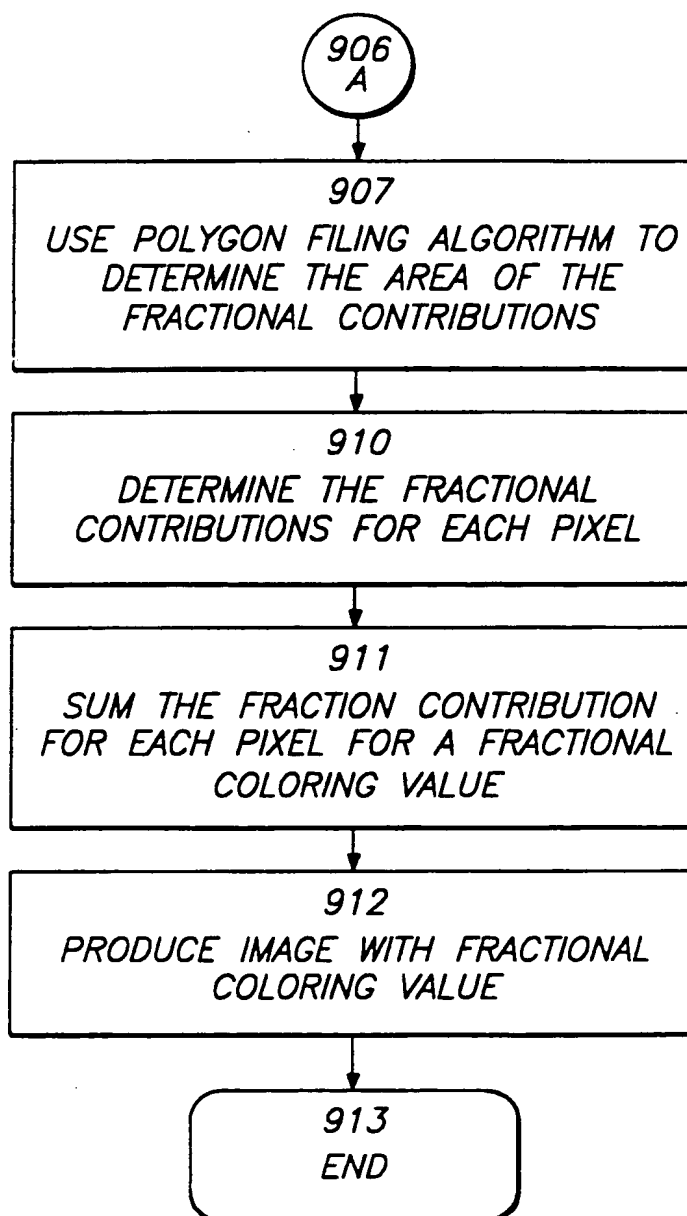 906
A
907
USE POLYGON FILING ALGORITHM TO
DETERMINE THE AREA OF THE
FRACTIONAL CONTRIBUTIONS
910
DETERMINE THE FRACTIONAL
CONTRIBUTIONS FOR EACH PIXEL
911
SUM THE FRACTION CONTRIBUTION
FOR EACH PIXEL FOR A FRACTIONAL
COLORING VALUE
912
PRODUCE IMAGE WITH FRACTIONAL
COLORING VALUE
913
END